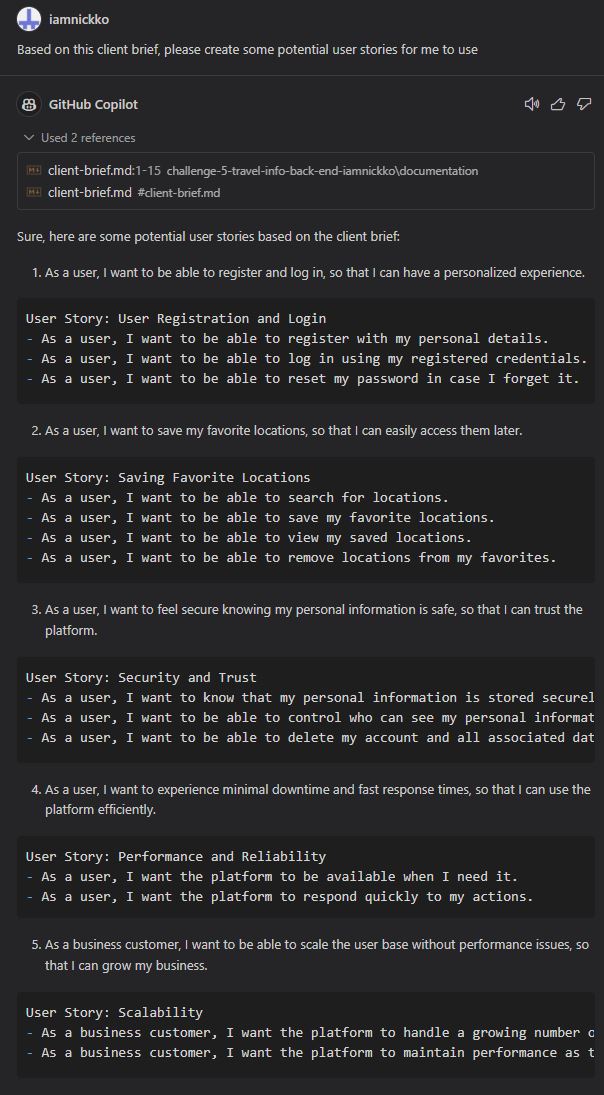 iamnickko
Based on this client brief, please create some potential user stories for me to use
GitHub Copilot
Used 2 references
client-brief.md:1-15 challenge-5-travel-info-back-end-iamnickko\documentation
client-brief.md #client-brief.md
Sure, here are some potential user stories based on the client brief:
1. As a user, I want to be able to register and log in, so that I can have a personalized experience.
User Story: User Registration and Login
- As a user, I want to be able to register with my personal details.
- As a user, I want to be able to log in using my registered credentials.
- As a user, I want to be able to reset my password in case I forget it.
2. As a user, I want to save my favorite locations, so that I can easily access them later.
User Story: Saving Favorite Locations
- As a user, I want to be able to search for locations.
- As a user, I want to be able to save my favorite locations.
- As a user, I want to be able to view my saved locations.
- As a user, I want to be able to remove locations from my favorites.
3. As a user, I want to feel secure knowing my personal information is safe, so that I can trust the
platform.
User Story: Security and Trust
- As a user, I want to know that my personal information is stored securel
- As a user, I want to be able to control who can see my personal informat
- As a user, I want to be able to delete my account and all associated dat
4. As a user, I want to experience minimal downtime and fast response times, so that I can use the
platform efficiently.
User Story: Performance and Reliability
- As a user, I want the platform to be available when I need it.
- As a user, I want the platform to respond quickly to my actions.
5. As a business customer, I want to be able to scale the user base without performance issues, so
that I can grow my business.
User Story: Scalability
- As a business customer, I want the platform to handle a growing number o
- As a business customer, I want the platform to maintain performance as t